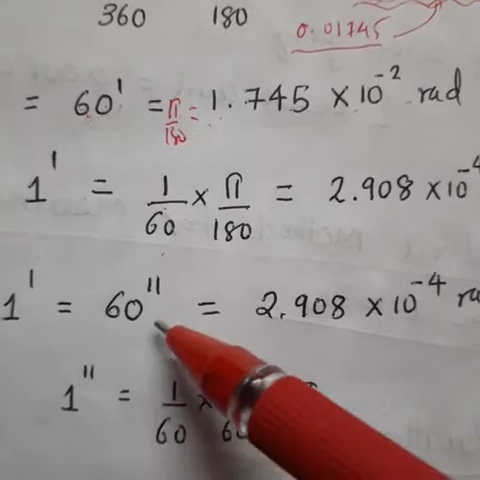 360 180
0.01745
= 60' = π/180 = 1.745 × 10⁻² rad
1' = 1/60 × π/180 = 2.908 × 10⁻⁴
1' = 60'' = 2.908 × 10⁻⁴ ra
1'' = 1/60 ×